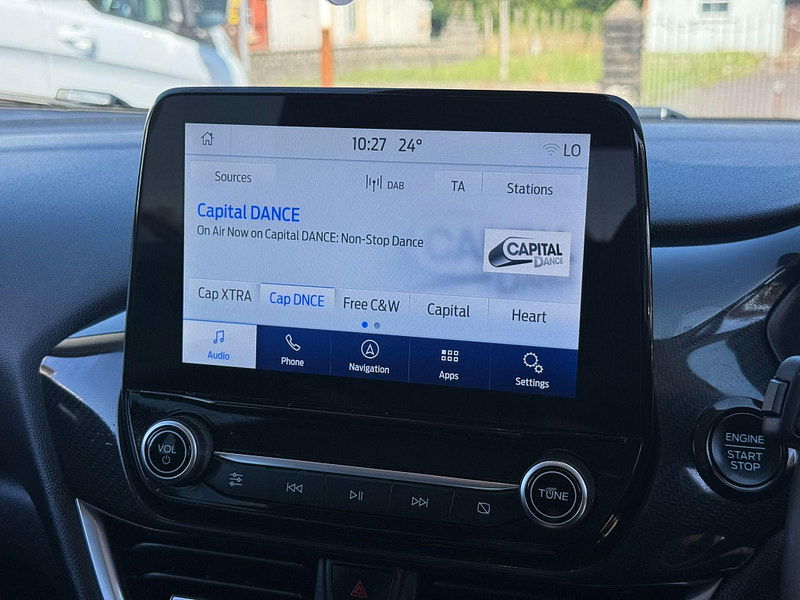 10:27 24° LO
Sources DAB TA Stations
Capital DANCE
On Air Now on Capital DANCE: Non-Stop Dance
CAPITAL
DANCE
Cap XTRA Cap DNCE Free C&W Capital Heart
Audio Phone Navigation Apps Settings
VOL
TUNE
ENGINE
START
STOP